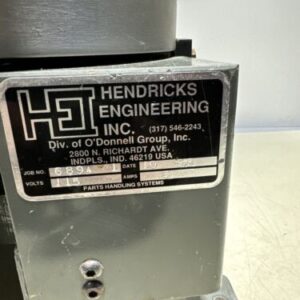 HEI HENDRICKS
ENGINEERING
INC. (317) 546-2243
Div. of O'Donnell Group, Inc.
2800 N. RICHARDT AVE.
INDPLS., IND. 46219 USA
JOB NO. DATE
VOLTS 115 AMPS
PARTS HANDLING SYSTEMS